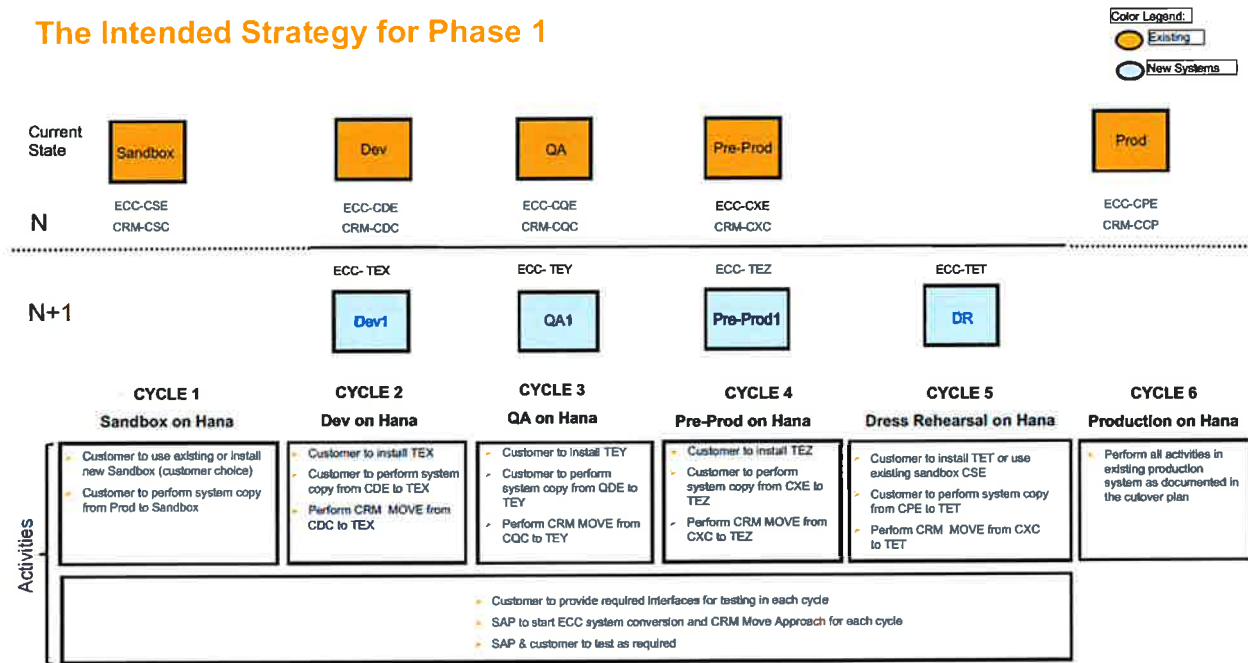 The Intended Strategy for Phase 1
Color Legend:
Existing
New Systems
Current
State
Sandbox
Dev
QA
Pre-Prod
Prod
N
ECC-CSE
CRM-CSC
ECC-CDE
CRM-CDC
ECC-CQE
CRM-CQC
ECC-CXE
CRM-CXC
ECC-CPE
CRM-CCP
N+1
ECC- TEX
Dev1
ECC- TEY
QA1
ECC- TEZ
Pre-Prod1
ECC-TET
DR
CYCLE 1
Sandbox on Hana
CYCLE 2
Dev on Hana
CYCLE 3
QA on Hana
CYCLE 4
Pre-Prod on Hana
CYCLE 5
Dress Rehearsal on Hana
CYCLE 6
Production on Hana
Activities
Customer to use existing or install
new Sandbox (customer choice)
Customer to perform system copy
from Prod to Sandbox
Customer to install TEX
Customer to perform system
copy from CDE to TEX
Perform CRM MOVE from
CDC to TEX
Customer to install TEY
Customer to perform
system copy from QDE to
TEY
Perform CRM MOVE from
CQC to TEY
Customer to install TEZ
Customer to perform
system copy from CXE to
TEZ
Perform CRM MOVE from
CXC to TEZ
Customer to install TET or use
existing sandbox CSE
Customer to perform system copy
from CPE to TET
Perform CRM MOVE from CXC
to TET
Perform all activities in
existing production
system as documented in
the cutover plan
Customer to provide required interfaces for testing in each cycle
SAP to start ECC system conversion and CRM Move Approach for each cycle
SAP & customer to test as required